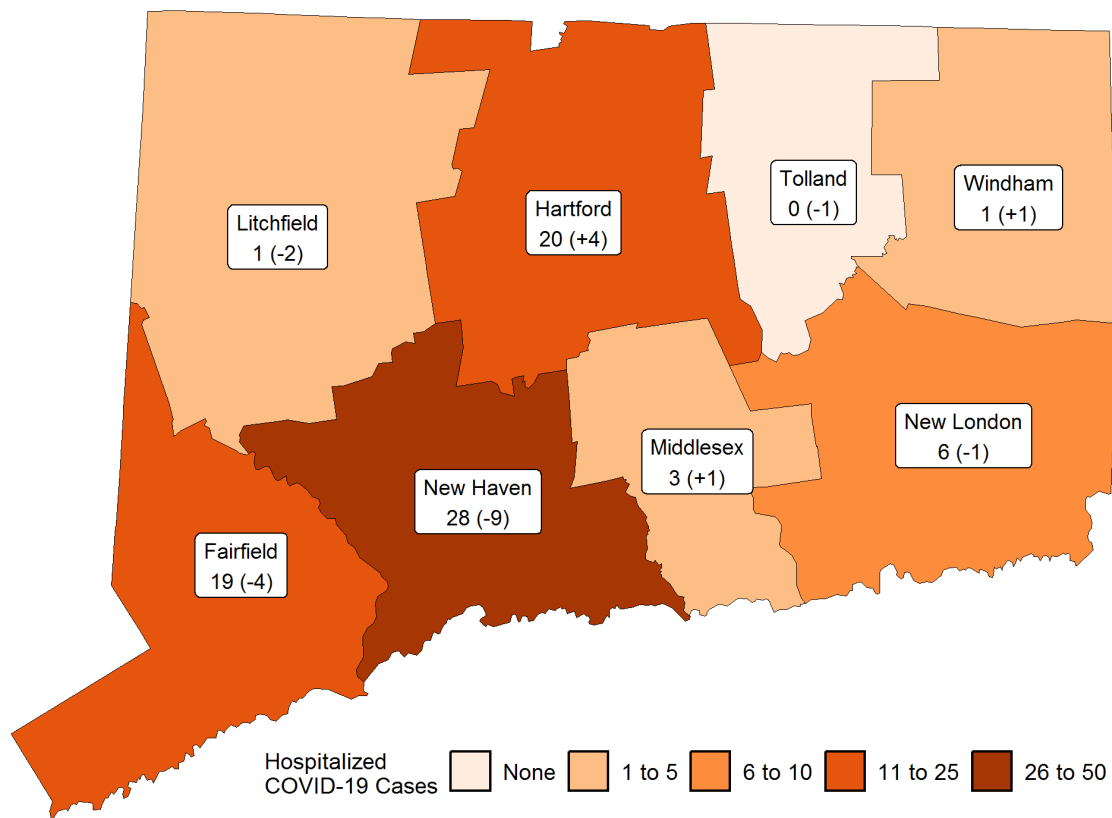 Tolland
0 (-1)
Windham
1 (+1)
Hartford
20 (+4)
Litchfield
1 (-2)
New London
6 (-1)
Middlesex
3 (+1)
New Haven
28 (-9)
Fairfield
19 (-4)
Hospitalized
COVID-19 Cases
None
1 to 5
6 to 10
11 to 25
26 to 50